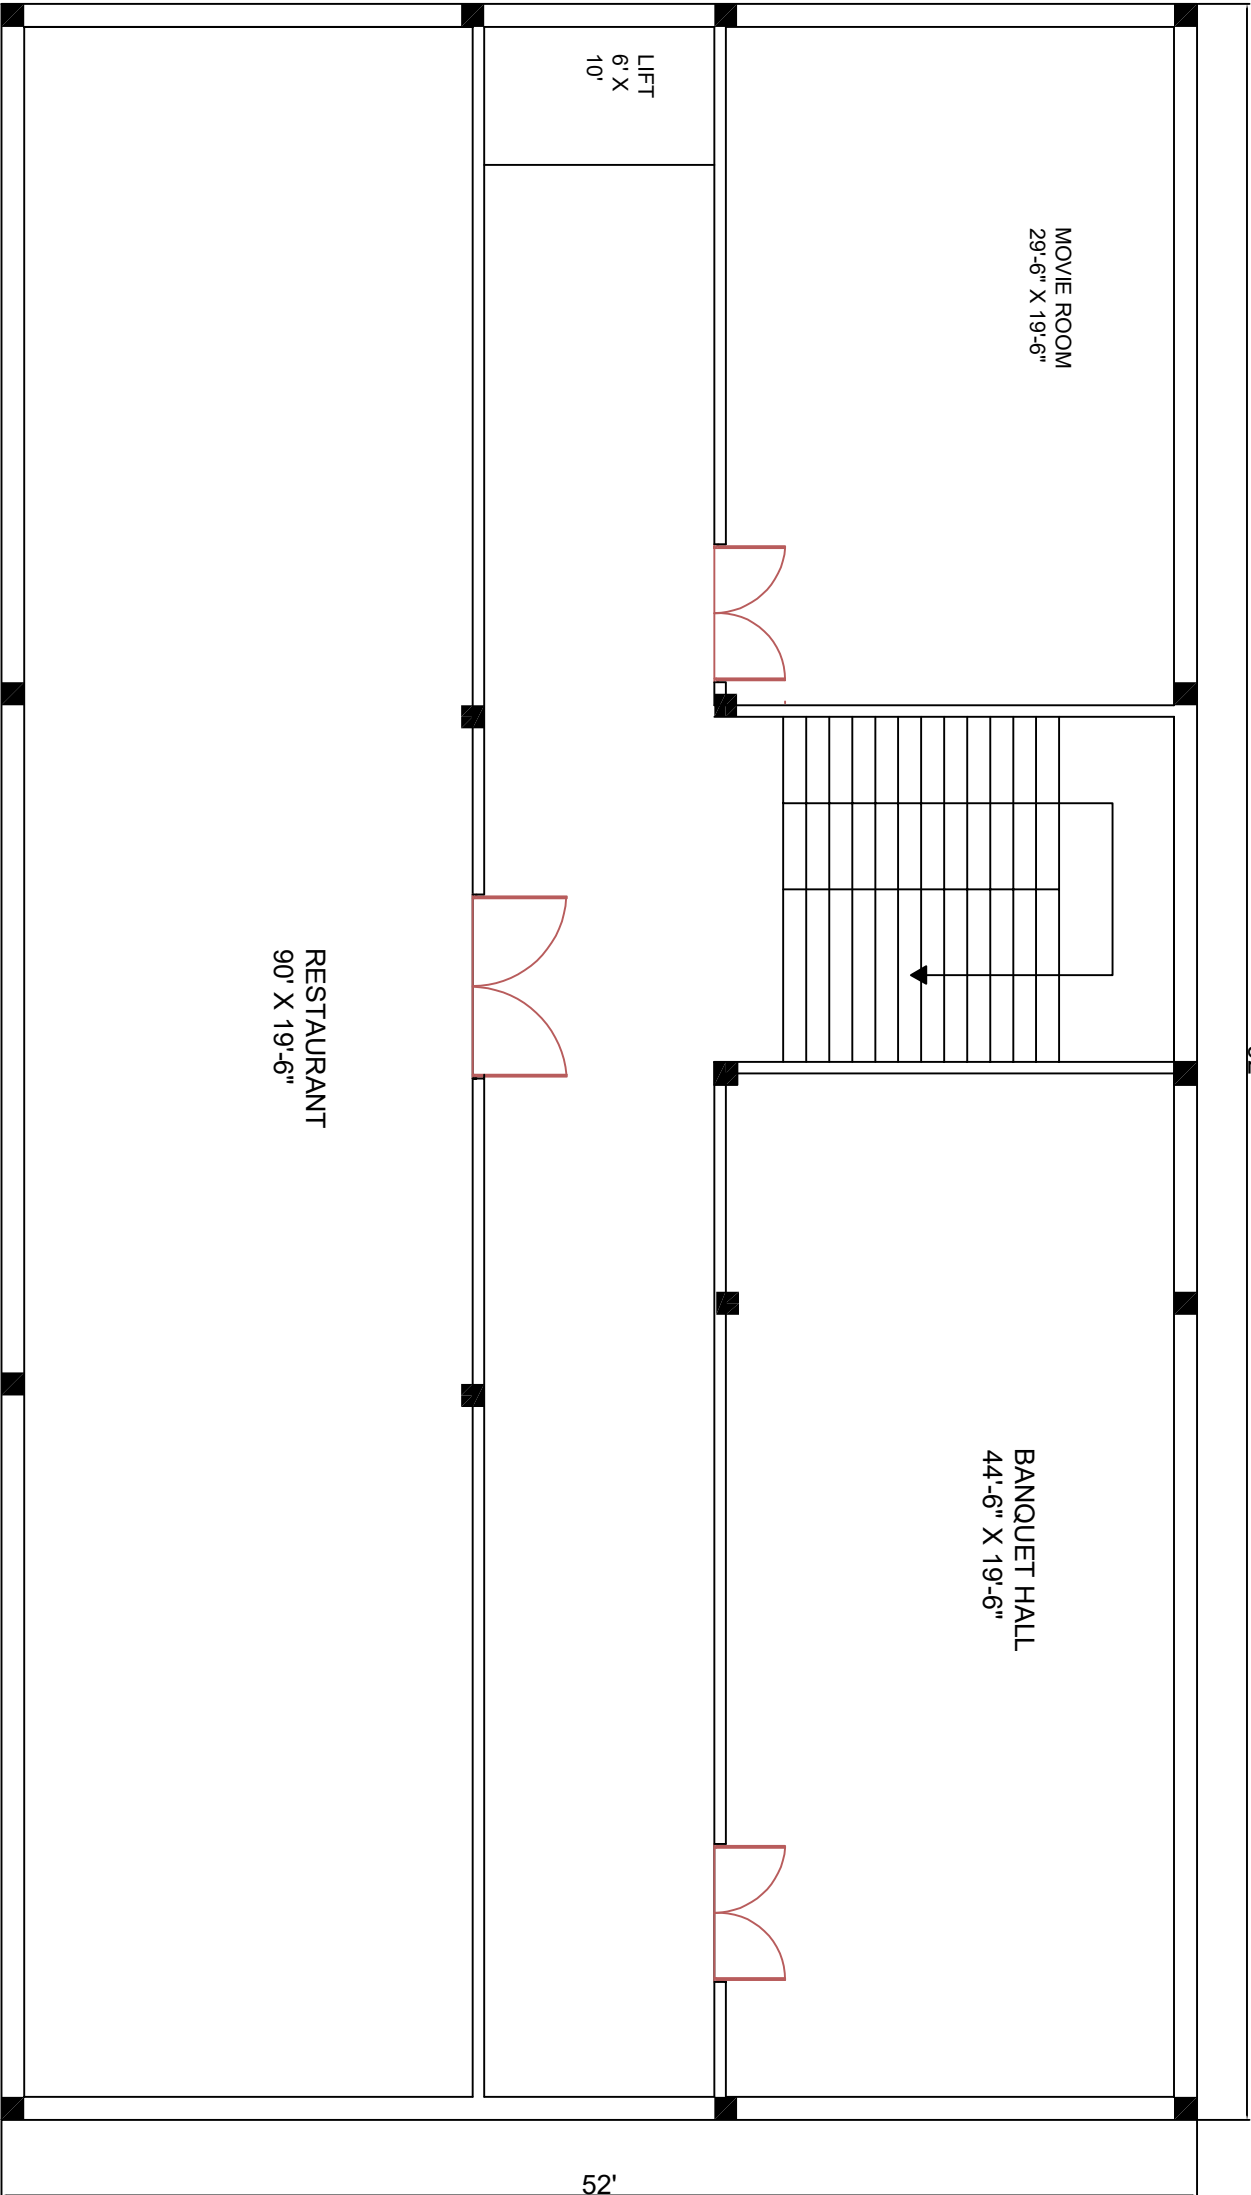 LIFT
6' X
10'
MOVIE ROOM
29'-6" X 19'-6"
RESTAURANT
90' X 19'-6"
BANQUET HALL
44'-6" X 19'-6"
52'